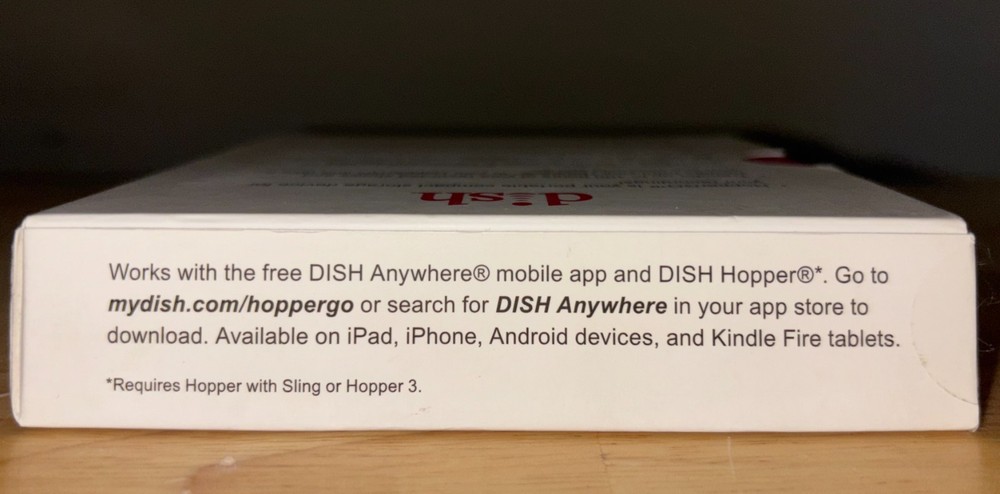 dish
Works with the free DISH Anywhere® mobile app and DISH Hopper®*. Go to
mydish.com/hoppergo or search for DISH Anywhere in your app store to
download. Available on iPad, iPhone, Android devices, and Kindle Fire tablets.
*Requires Hopper with Sling or Hopper 3.